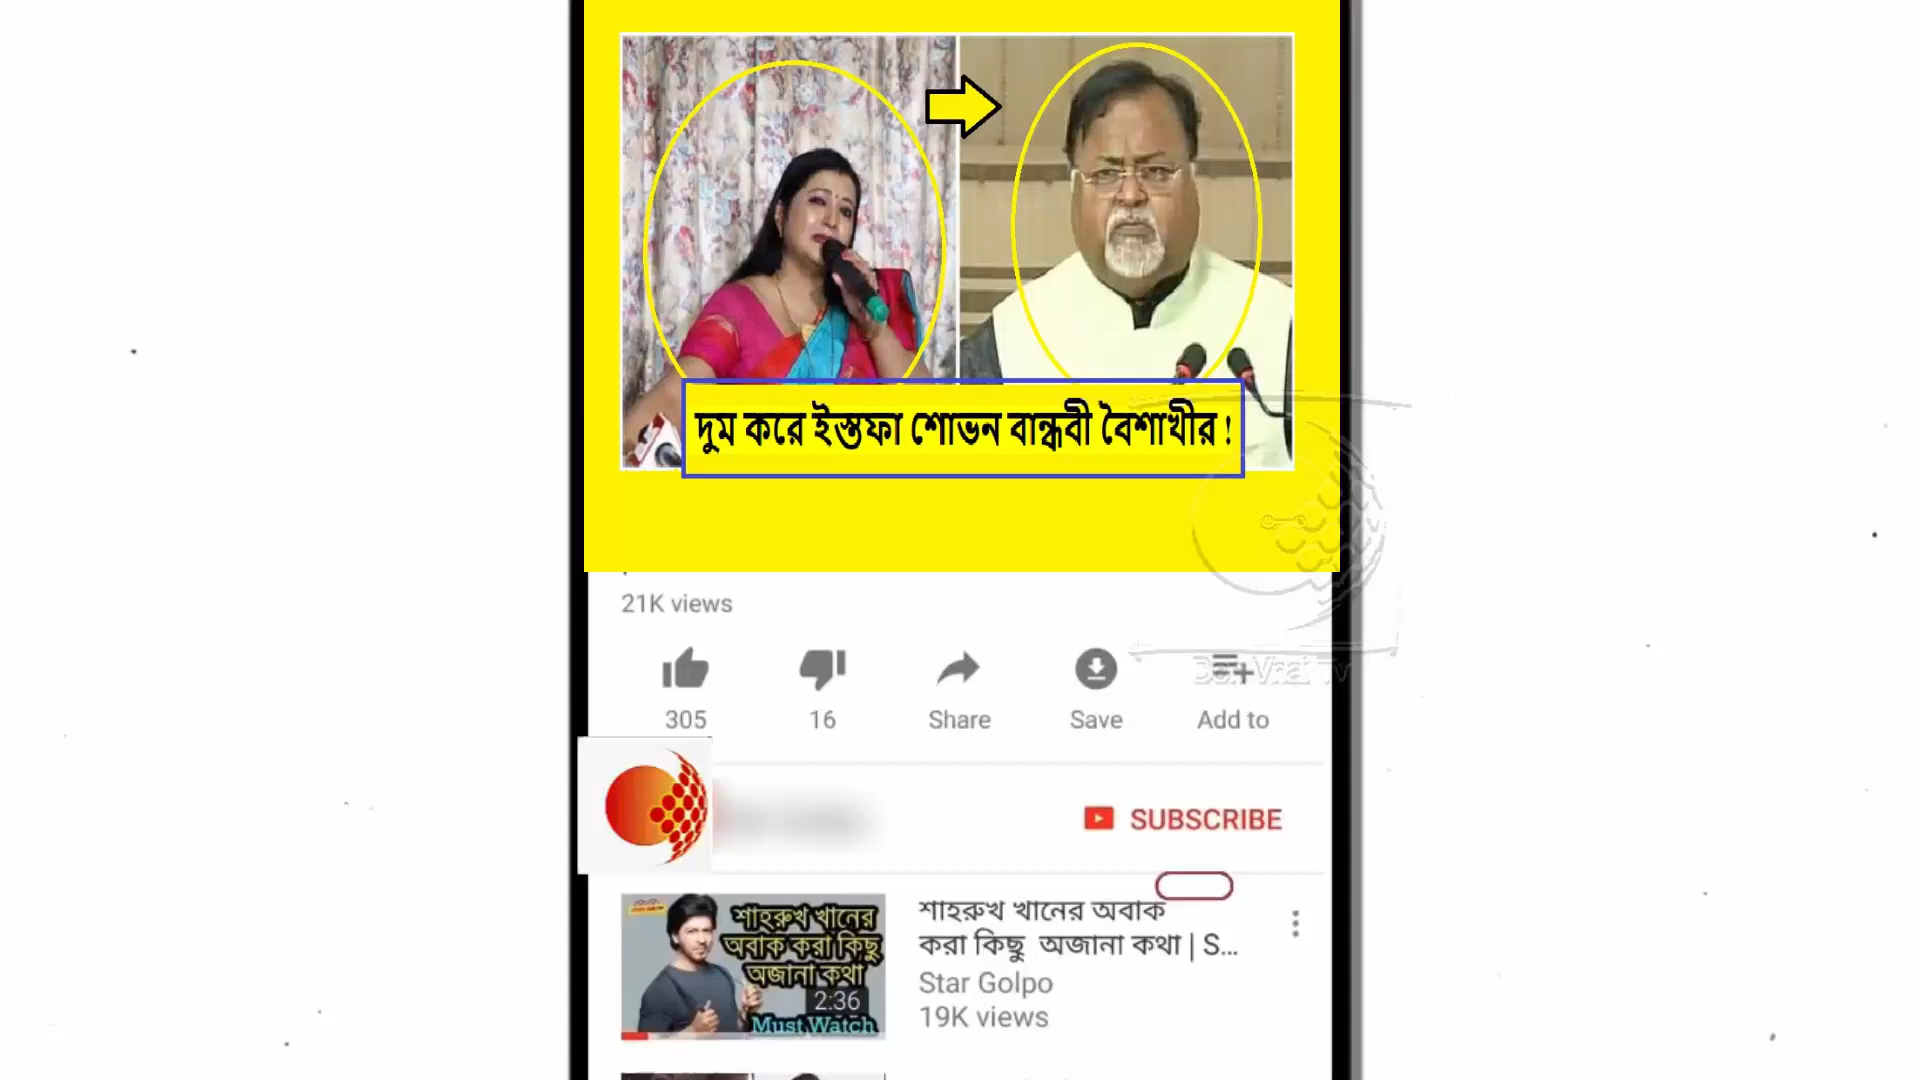 দুম করে ইস্তফা শোভন বান্ধবী বৈশাখীর!
21K views
305
16
Share
Save
Add to
SUBSCRIBE
শাহরুখ খানের
অবাক করা কিছু
অজানা কথা
2:36
Must Watch
শাহরুখ খানের অবাক
করা কিছু অজানা কথা | S...
Star Golpo
19K views